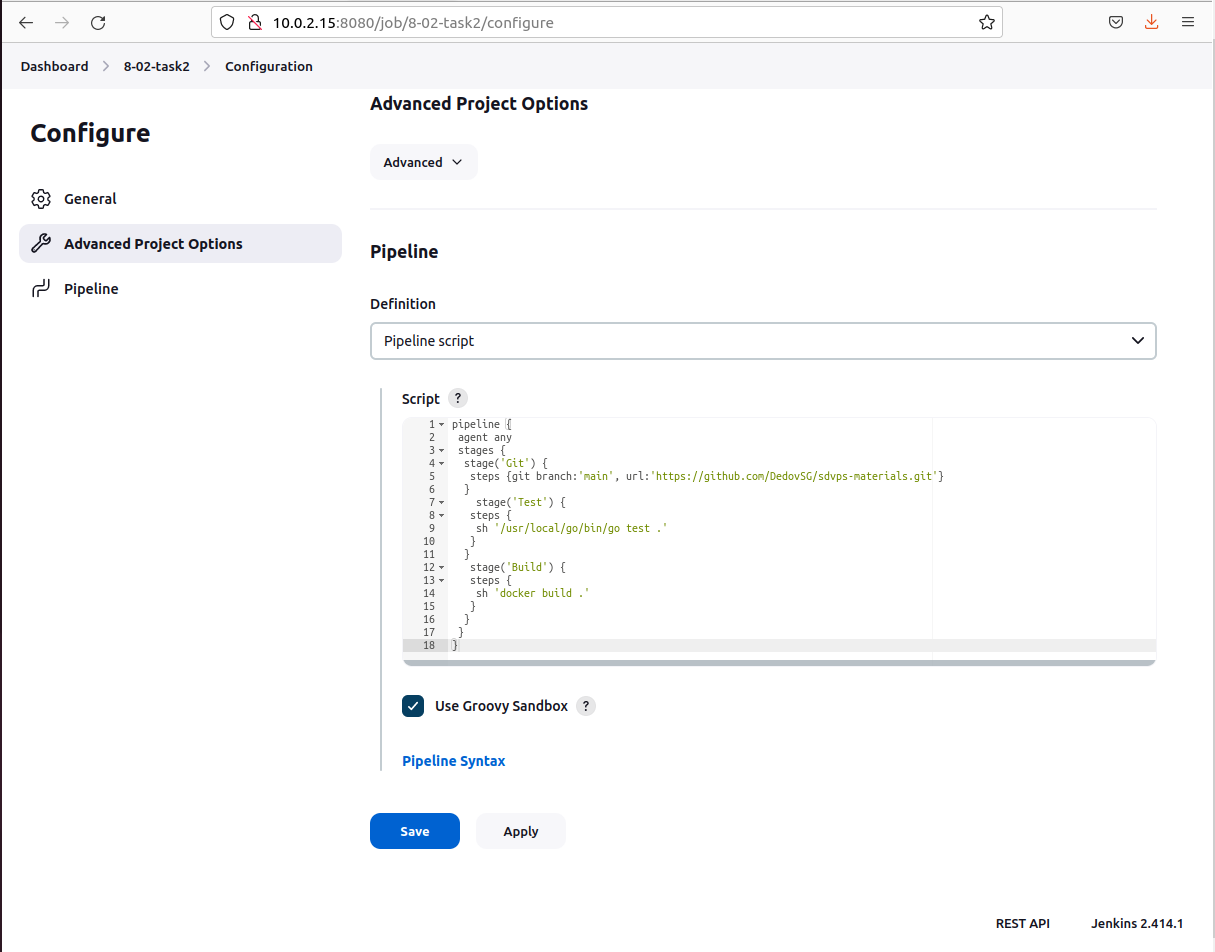 10.0.2.15:8080/job/8-02-task2/configure
Dashboard > 8-02-task2 > Configuration
Configure
General
Advanced Project Options
Pipeline
Advanced Project Options
Advanced
Pipeline
Definition
Pipeline script
Script ?
1 pipeline {
2  agent any
3  stages {
4   stage('Git') {
5    steps {git branch:'main', url:'https://github.com/DedovSG/sdvps-materials.git'}
6   }
7     stage('Test') {
8    steps {
9     sh '/usr/local/go/bin/go test .'
10    }
11   }
12    stage('Build') {
13    steps {
14     sh 'docker build .'
15    }
16   }
17  }
18 }
Use Groovy Sandbox ?
Pipeline Syntax
Save Apply
REST API Jenkins 2.414.1